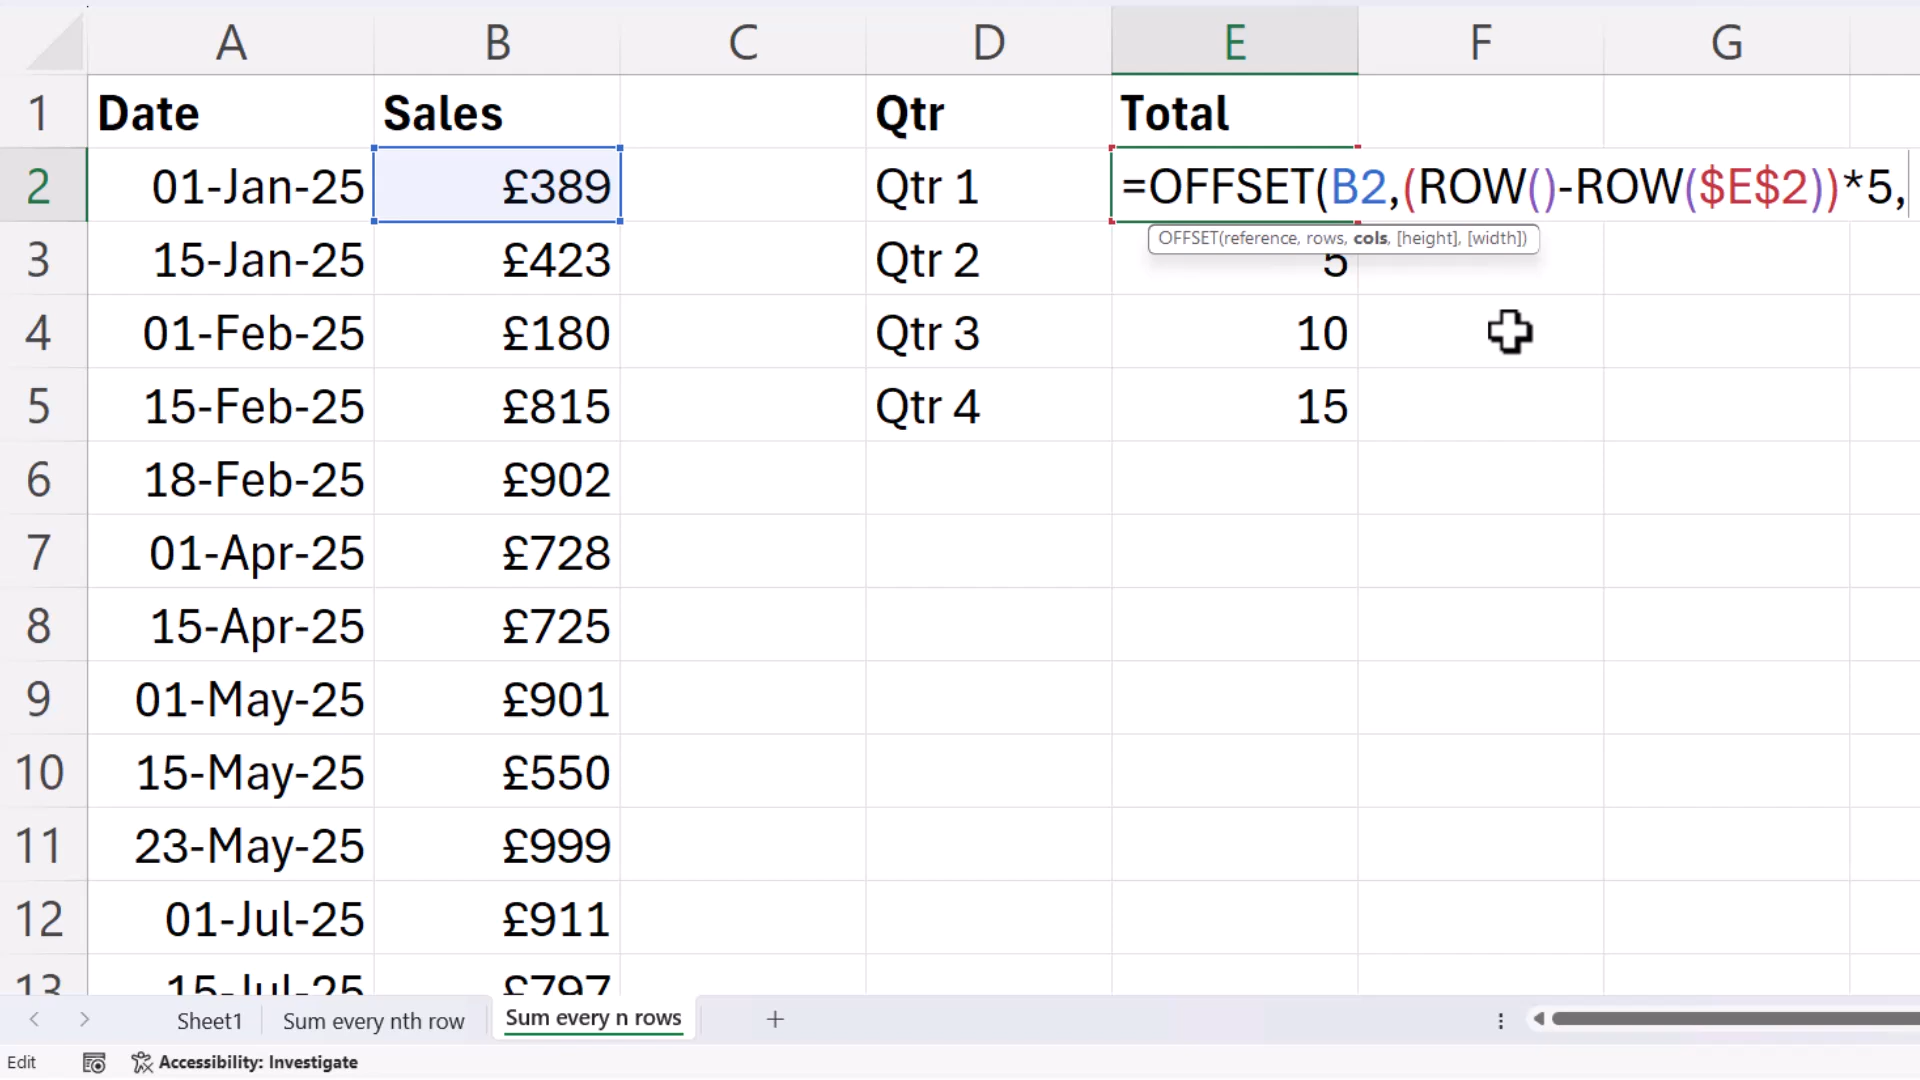 A B C D E F G
1 Date Sales Qtr Total
2 01-Jan-25 £389 Qtr 1 =OFFSET(B2,(ROW()-ROW($E$2))*5,
OFFSET(reference, rows, cols, [height], [width])
3 15-Jan-25 £423 Qtr 2 5
4 01-Feb-25 £180 Qtr 3 10
5 15-Feb-25 £815 Qtr 4 15
6 18-Feb-25 £902
7 01-Apr-25 £728
8 15-Apr-25 £725
9 01-May-25 £901
10 15-May-25 £550
11 23-May-25 £999
12 01-Jul-25 £911
13 15-Jul-25 £797
Sheet1 Sum every nth row Sum every n rows
Edit Accessibility: Investigate